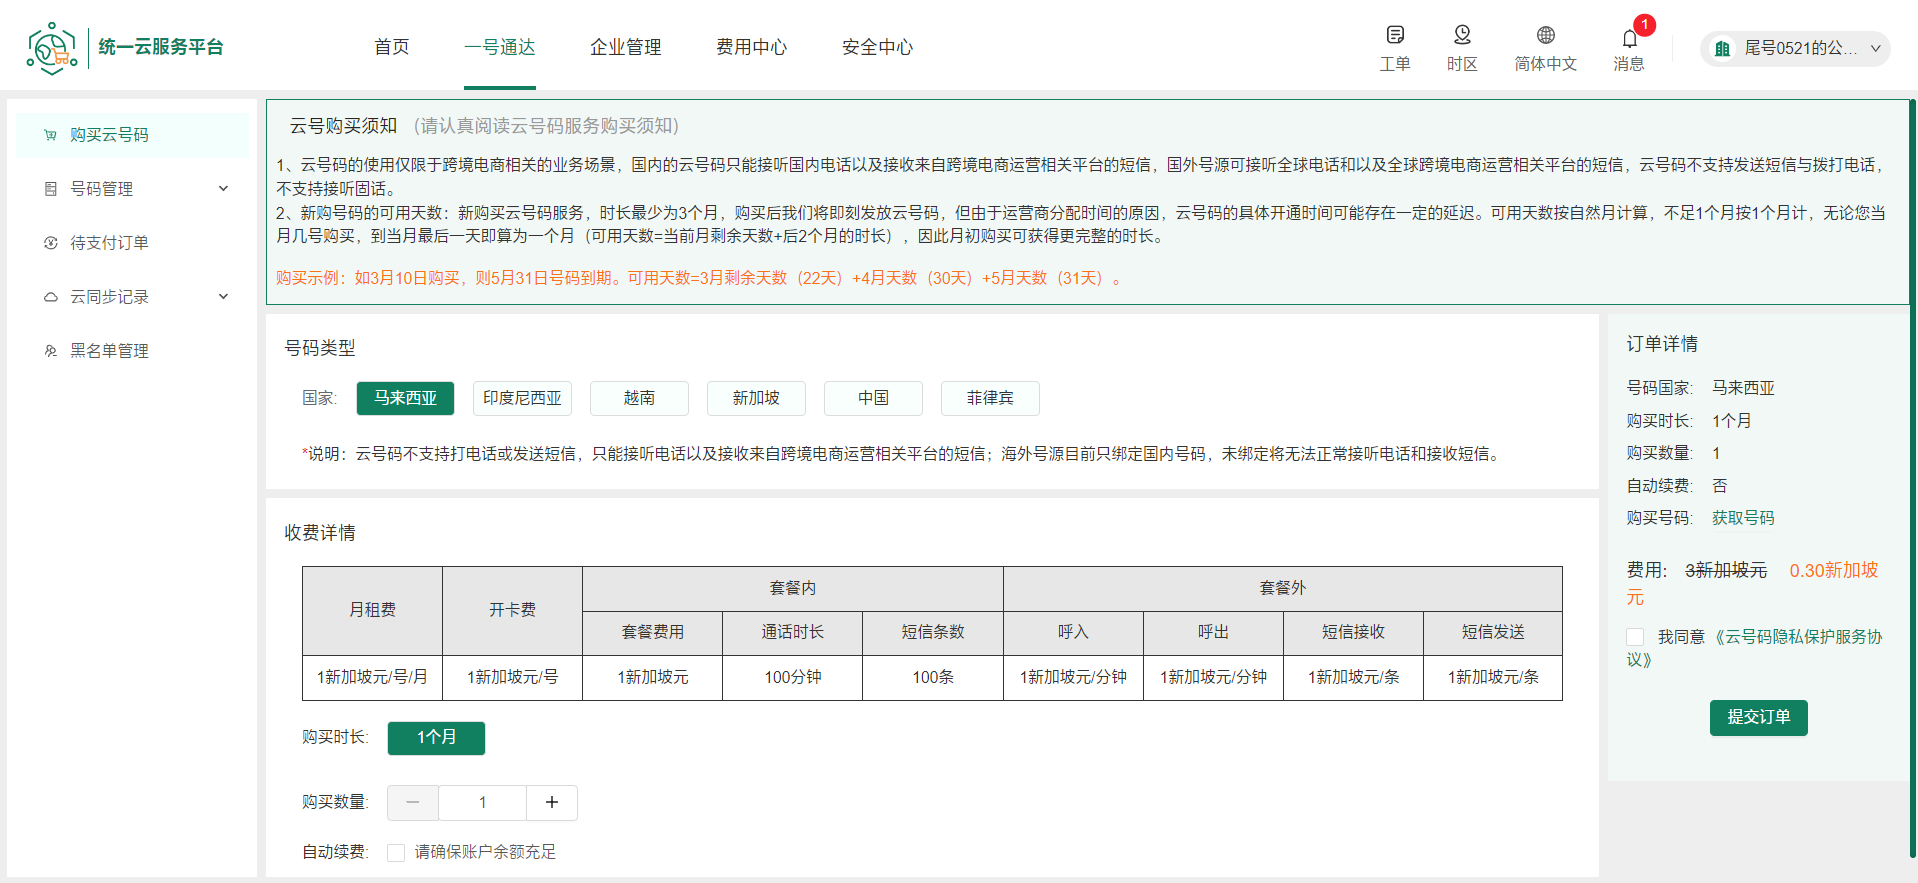 统一云服务平台
首页
一号通达
企业管理
费用中心
安全中心
工单
时区
简体中文
1
消息
尾号0521的公...
购买云号码
号码管理
待支付订单
云同步记录
黑名单管理
云号购买须知 (请认真阅读云号码服务购买须知)
1、云号码的使用仅限于跨境电商相关的业务场景，国内的云号码只能接听国内电话以及接收来自跨境电商运营相关平台的短信，国外号源可接听全球电话和以及全球跨境电商运营相关平台的短信，云号码不支持发送短信与拨打电话，
不支持接听固话。
2、新购号码的可用天数：新购买云号码服务，时长最少为3个月，购买后我们将即刻发放云号码，但由于运营商分配时间的原因，云号码的具体开通时间可能存在一定的延迟。可用天数按自然月计算，不足1个月按1个月计，无论您当
月几号购买，到当月最后一天即算为一个月（可用天数=当前月剩余天数+后2个月的时长），因此月初购买可获得更完整的时长。
购买示例：如3月10日购买，则5月31日号码到期。可用天数=3月剩余天数（22天）+4月天数（30天）+5月天数（31天）。
号码类型
国家:
马来西亚
印度尼西亚
越南
新加坡
中国
菲律宾
*说明：云号码不支持打电话或发送短信，只能接听电话以及接收来自跨境电商运营相关平台的短信；海外号源目前只绑定国内号码，未绑定将无法正常接听电话和接收短信。
收费详情
月租费
开卡费
套餐内
套餐外
套餐费用
通话时长
短信条数
呼入
呼出
短信接收
短信发送
1新加坡元/号/月
1新加坡元/号
1新加坡元
100分钟
100条
1新加坡元/分钟
1新加坡元/分钟
1新加坡元/条
1新加坡元/条
购买时长:
1个月
购买数量:
− 1 +
自动续费:
请确保账户余额充足
订单详情
号码国家: 马来西亚
购买时长: 1个月
购买数量: 1
自动续费: 否
购买号码: 获取号码
费用: 3新加坡元 0.30新加坡
元
我同意《云号码隐私保护服务协
议》
提交订单